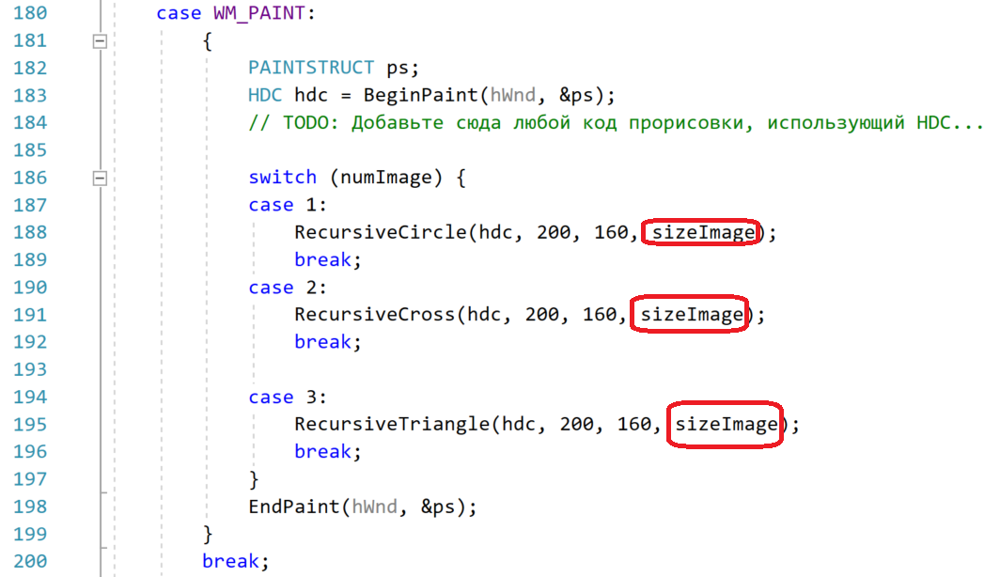 180 case WM_PAINT:
181 {
182 PAINTSTRUCT ps;
183 HDC hdc = BeginPaint(hWnd, &ps);
184 // TODO: Добавьте сюда любой код прорисовки, использующий HDC...
185
186 switch (numImage) {
187 case 1:
188 RecursiveCircle(hdc, 200, 160, sizeImage);
189 break;
190 case 2:
191 RecursiveCross(hdc, 200, 160, sizeImage);
192 break;
193
194 case 3:
195 RecursiveTriangle(hdc, 200, 160, sizeImage);
196 break;
197 }
198 EndPaint(hWnd, &ps);
199 }
200 break;